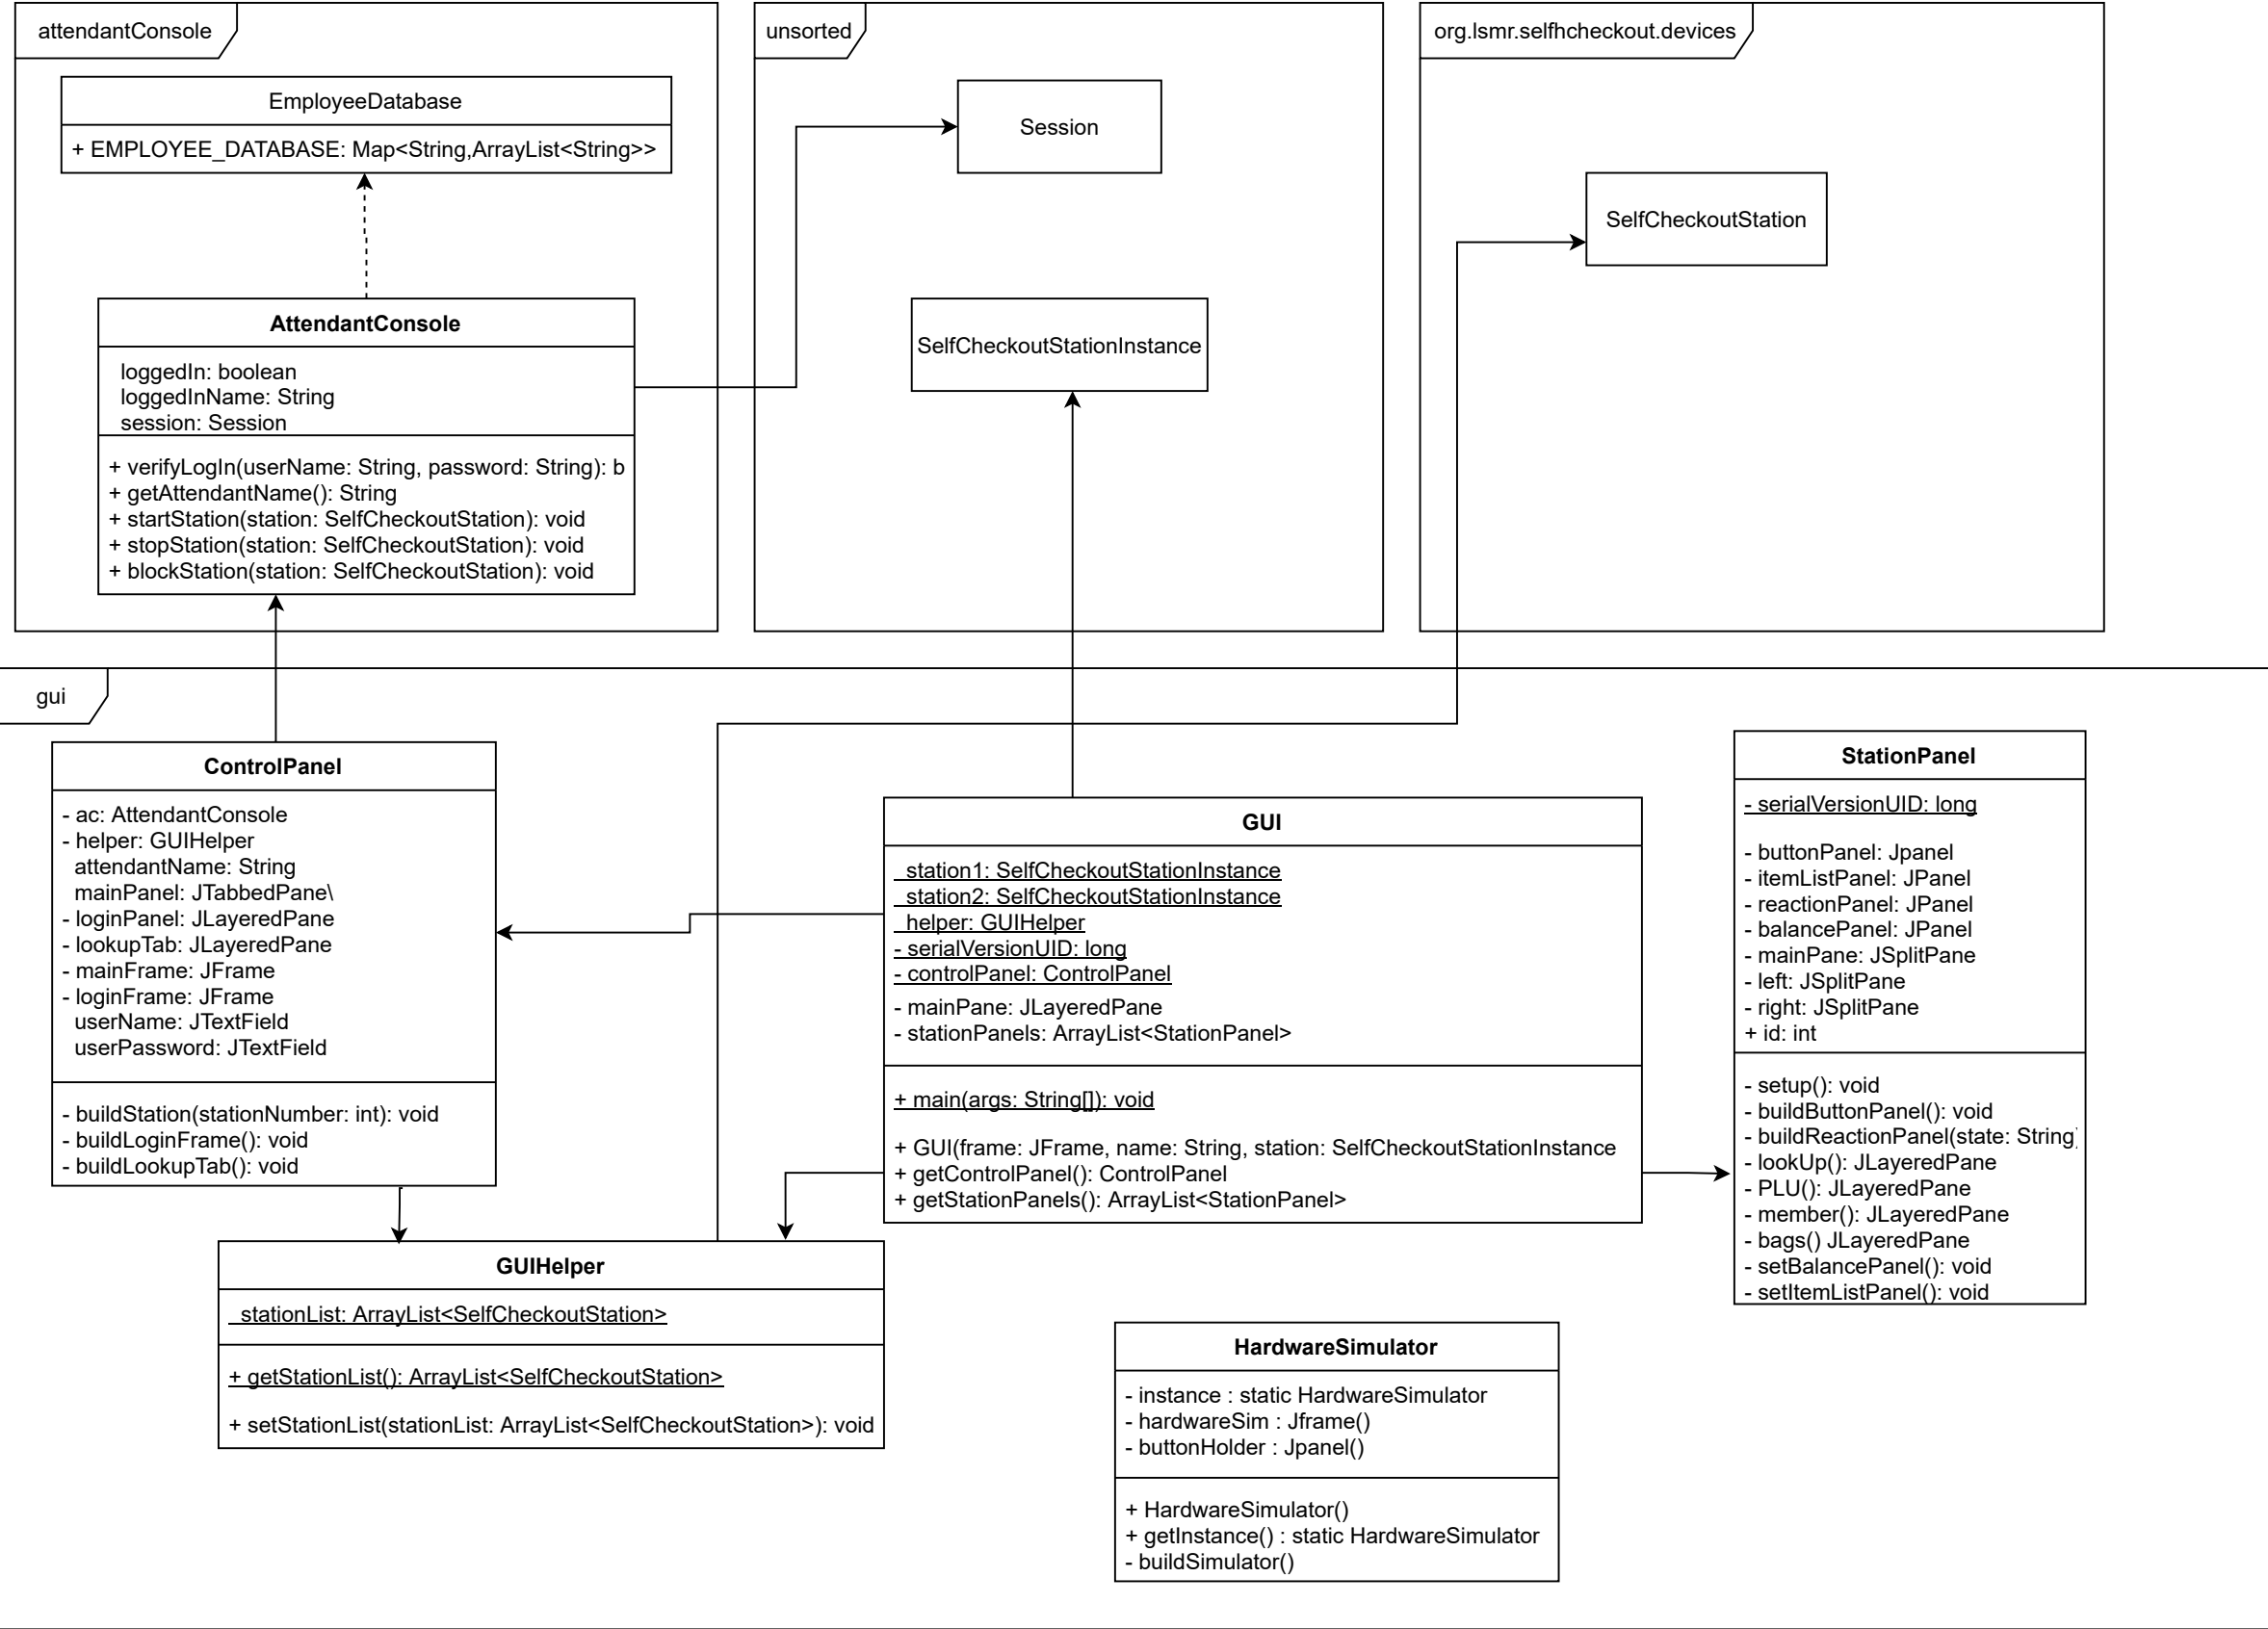 attendantConsole
EmployeeDatabase
+ EMPLOYEE_DATABASE: Map<String,ArrayList<String>>
AttendantConsole
loggedIn: boolean
loggedInName: String
session: Session
+ verifyLogIn(userName: String, password: String): b
+ getAttendantName(): String
+ startStation(station: SelfCheckoutStation): void
+ stopStation(station: SelfCheckoutStation): void
+ blockStation(station: SelfCheckoutStation): void
unsorted
Session
SelfCheckoutStationInstance
org.lsmr.selfhcheckout.devices
SelfCheckoutStation
gui
ControlPanel
- ac: AttendantConsole
- helper: GUIHelper
attendantName: String
mainPanel: JTabbedPane\
- loginPanel: JLayeredPane
- lookupTab: JLayeredPane
- mainFrame: JFrame
- loginFrame: JFrame
userName: JTextField
userPassword: JTextField
- buildStation(stationNumber: int): void
- buildLoginFrame(): void
- buildLookupTab(): void
GUI
station1: SelfCheckoutStationInstance
station2: SelfCheckoutStationInstance
helper: GUIHelper
- serialVersionUID: long
- controlPanel: ControlPanel
- mainPane: JLayeredPane
- stationPanels: ArrayList<StationPanel>
+ main(args: String[]): void
+ GUI(frame: JFrame, name: String, station: SelfCheckoutStationInstance
+ getControlPanel(): ControlPanel
+ getStationPanels(): ArrayList<StationPanel>
StationPanel
- serialVersionUID: long
- buttonPanel: Jpanel
- itemListPanel: JPanel
- reactionPanel: JPanel
- balancePanel: JPanel
- mainPane: JSplitPane
- left: JSplitPane
- right: JSplitPane
+ id: int
- setup(): void
- buildButtonPanel(): void
- buildReactionPanel(state: String
- lookUp(): JLayeredPane
- PLU(): JLayeredPane
- member(): JLayeredPane
- bags() JLayeredPane
- setBalancePanel(): void
- setItemListPanel(): void
GUIHelper
stationList: ArrayList<SelfCheckoutStation>
+ getStationList(): ArrayList<SelfCheckoutStation>
+ setStationList(stationList: ArrayList<SelfCheckoutStation>): void
HardwareSimulator
- instance : static HardwareSimulator
- hardwareSim : Jframe()
- buttonHolder : Jpanel()
+ HardwareSimulator()
+ getInstance() : static HardwareSimulator
- buildSimulator()